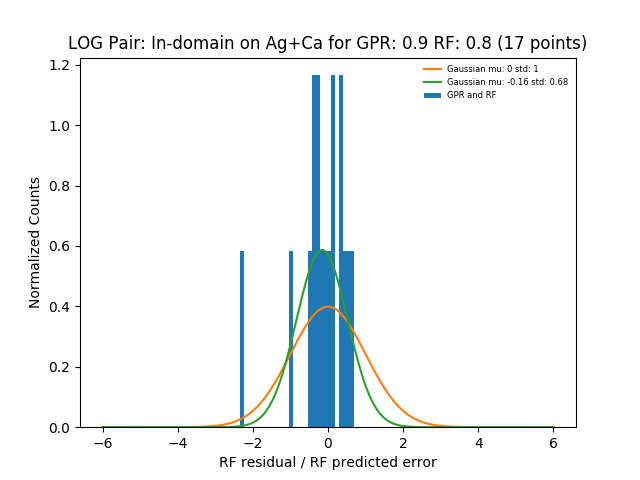 LOG Pair: In-domain on Ag+Ca for GPR: 0.9 RF: 0.8 (17 points)
Gaussian mu: 0 std: 1
Gaussian mu: -0.16 std: 0.68
GPR and RF
1.2
1.0
0.8
0.6
0.4
0.2
0.0
Normalized Counts
−6
−4
−2
0
2
4
6
RF residual / RF predicted error